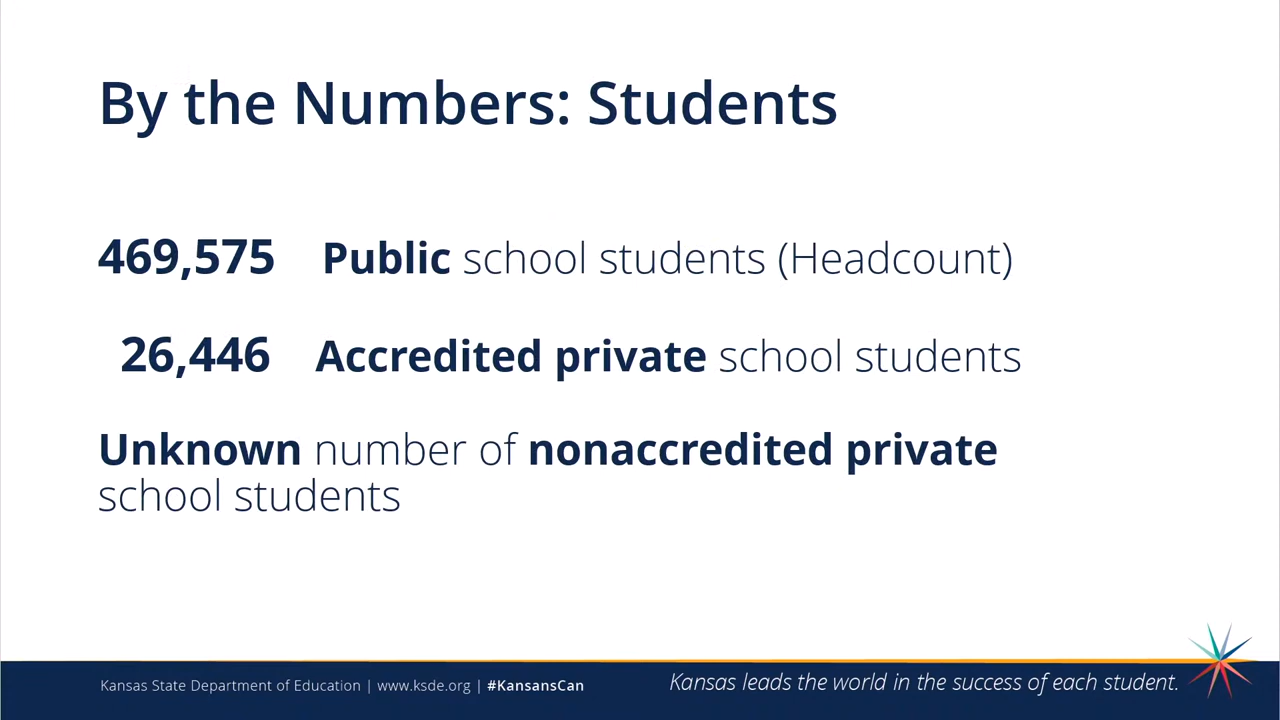 By the Numbers: Students
469,575 Public school students (Headcount)
26,446 Accredited private school students
Unknown number of nonaccredited private
school students
Kansas State Department of Education | www.ksde.org | #KansansCan
Kansas leads the world in the success of each student.